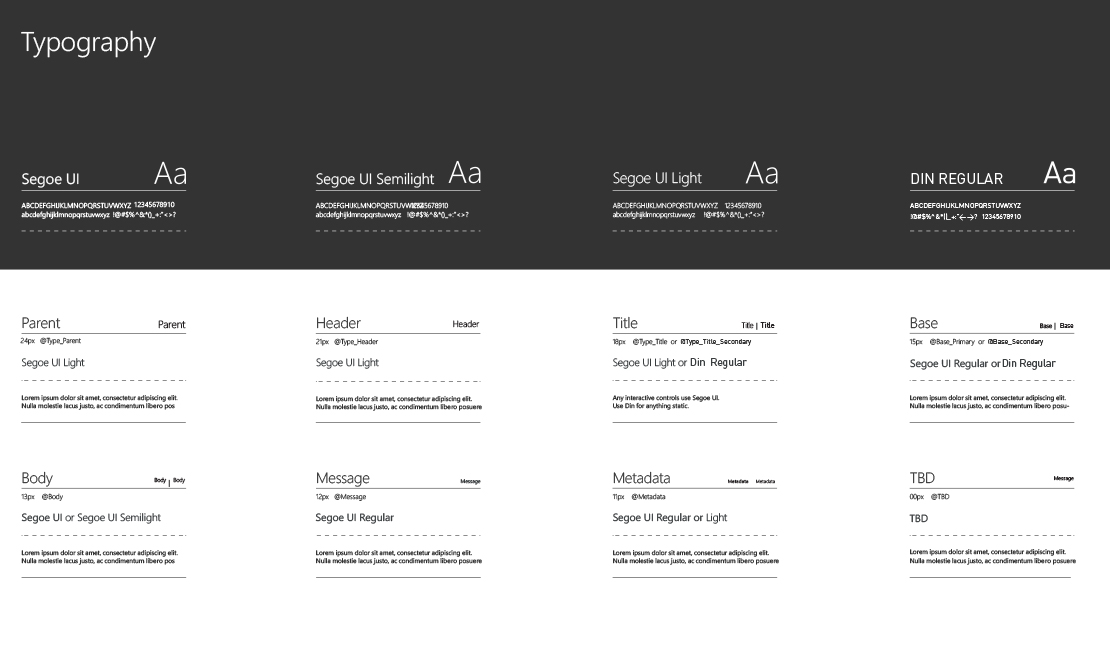 Typography
Segoe UI Aa
ABCDEFGHIJKLMNOPQRSTUVWXYZ 12345678910
abcdefghijklmnopqrstuvwxyz !@#$%^&*()_+:"<>?
Segoe UI Semilight Aa
ABCDEFGHIJKLMNOPQRSTUVWXYZ 12345678910
abcdefghijklmnopqrstuvwxyz !@#$%^&*()_+:"<>?
Segoe UI Light Aa
ABCDEFGHIJKLMNOPQRSTUVWXYZ 12345678910
abcdefghijklmnopqrstuvwxyz !@#$%^&*()_+:"<>?
DIN REGULAR Aa
ABCDEFGHIJKLMNOPQRSTUVWXYZ
!@#$%^&*()_+:"<>? 12345678910
Parent Parent
24px @Type_Parent
Segoe UI Light
Lorem ipsum dolor sit amet, consectetur adipiscing elit.
Nulla molestie lacus justo, ac condimentum libero pos
Header Header
21px @Type_Header
Segoe UI Light
Lorem ipsum dolor sit amet, consectetur adipiscing elit.
Nulla molestie lacus justo, ac condimentum libero posuere
Title Title | Title
18px @Type_Title or @Type_Title_Secondary
Segoe UI Light or Din Regular
Any interactive controls use Segoe UI.
Use Din for anything static.
Base Base | Base
15px @Base_Primary or @Base_Secondary
Segoe UI Regular or Din Regular
Lorem ipsum dolor sit amet, consectetur adipiscing elit.
Nulla molestie lacus justo, ac condimentum libero posu-
Body Body | Body
13px @Body
Segoe UI or Segoe UI Semilight
Lorem ipsum dolor sit amet, consectetur adipiscing elit.
Nulla molestie lacus justo, ac condimentum libero pos
Message Message
12px @Message
Segoe UI Regular
Lorem ipsum dolor sit amet, consectetur adipiscing elit.
Nulla molestie lacus justo, ac condimentum libero posuere
Metadata Metadata Metadata
11px @Metadata
Segoe UI Regular or Light
Lorem ipsum dolor sit amet, consectetur adipiscing elit.
Nulla molestie lacus justo, ac condimentum libero posuere
TBD Message
00px @TBD
TBD
Lorem ipsum dolor sit amet, consectetur adipiscing elit.
Nulla molestie lacus justo, ac condimentum libero posuere